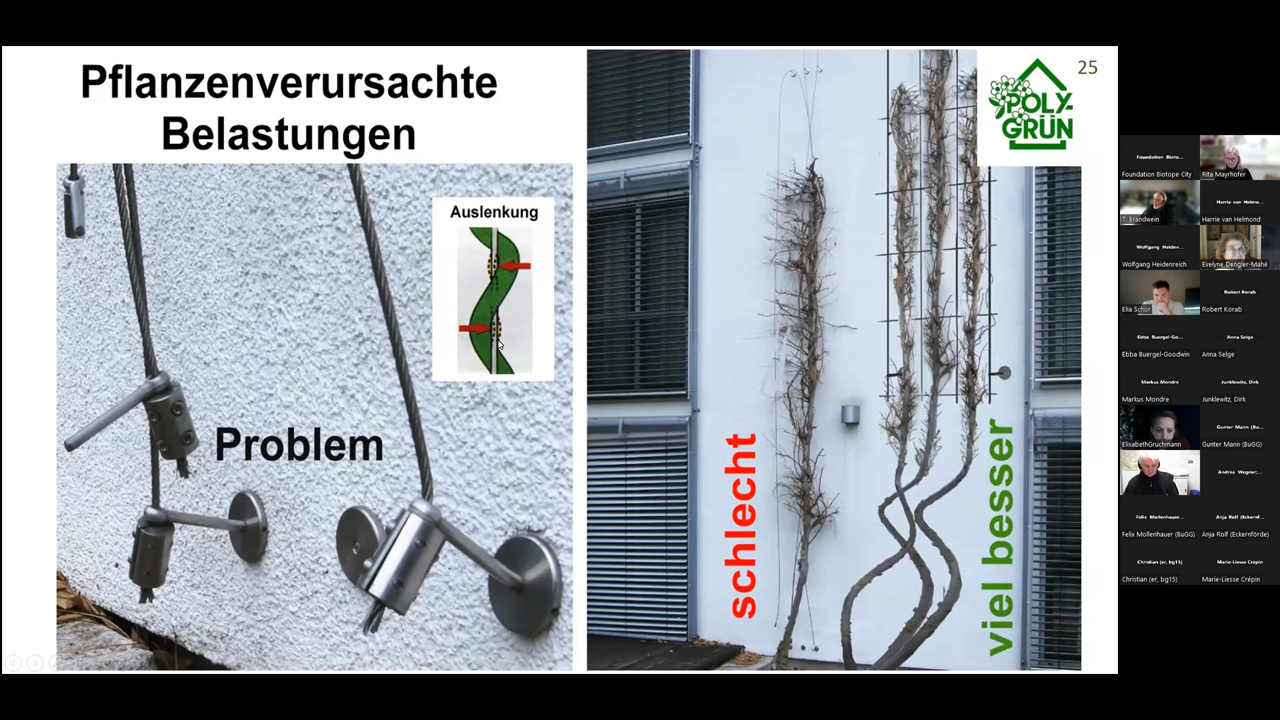 Pflanzenverursachte
Belastungen
Auslenkung
Problem
schlecht
viel besser
POLY-
GRÜN
25
Foundation Bioto...
Foundation Biotope City
Rita Mayrhofer
T. Brandwein
Harrie van Helmo...
Harrie van Helmond
Wolfgang Heiden...
Wolfgang Heidenreich
Evelyne Dengler-Mahé
Elia Schor
Robert Korab
Robert Korab
Ebba Buergel-Go...
Ebba Buergel-Goodwin
Anna Selge
Anna Selge
Markus Mondre
Markus Mondre
Junklewitz, Dirk
Junklewitz, Dirk
ElisabethGruchmann
Gunter Mann (Bu...
Gunter Mann (BuGG)
Felix Mollenhauer...
Felix Mollenhauer (BuGG)
Anja Rolf (Eckernf...
Anja Rolf (Eckernförde)
Christian (er, bg15)
Christian (er, bg15)
Marie-Liesse Crépin
Marie-Liesse Crépin